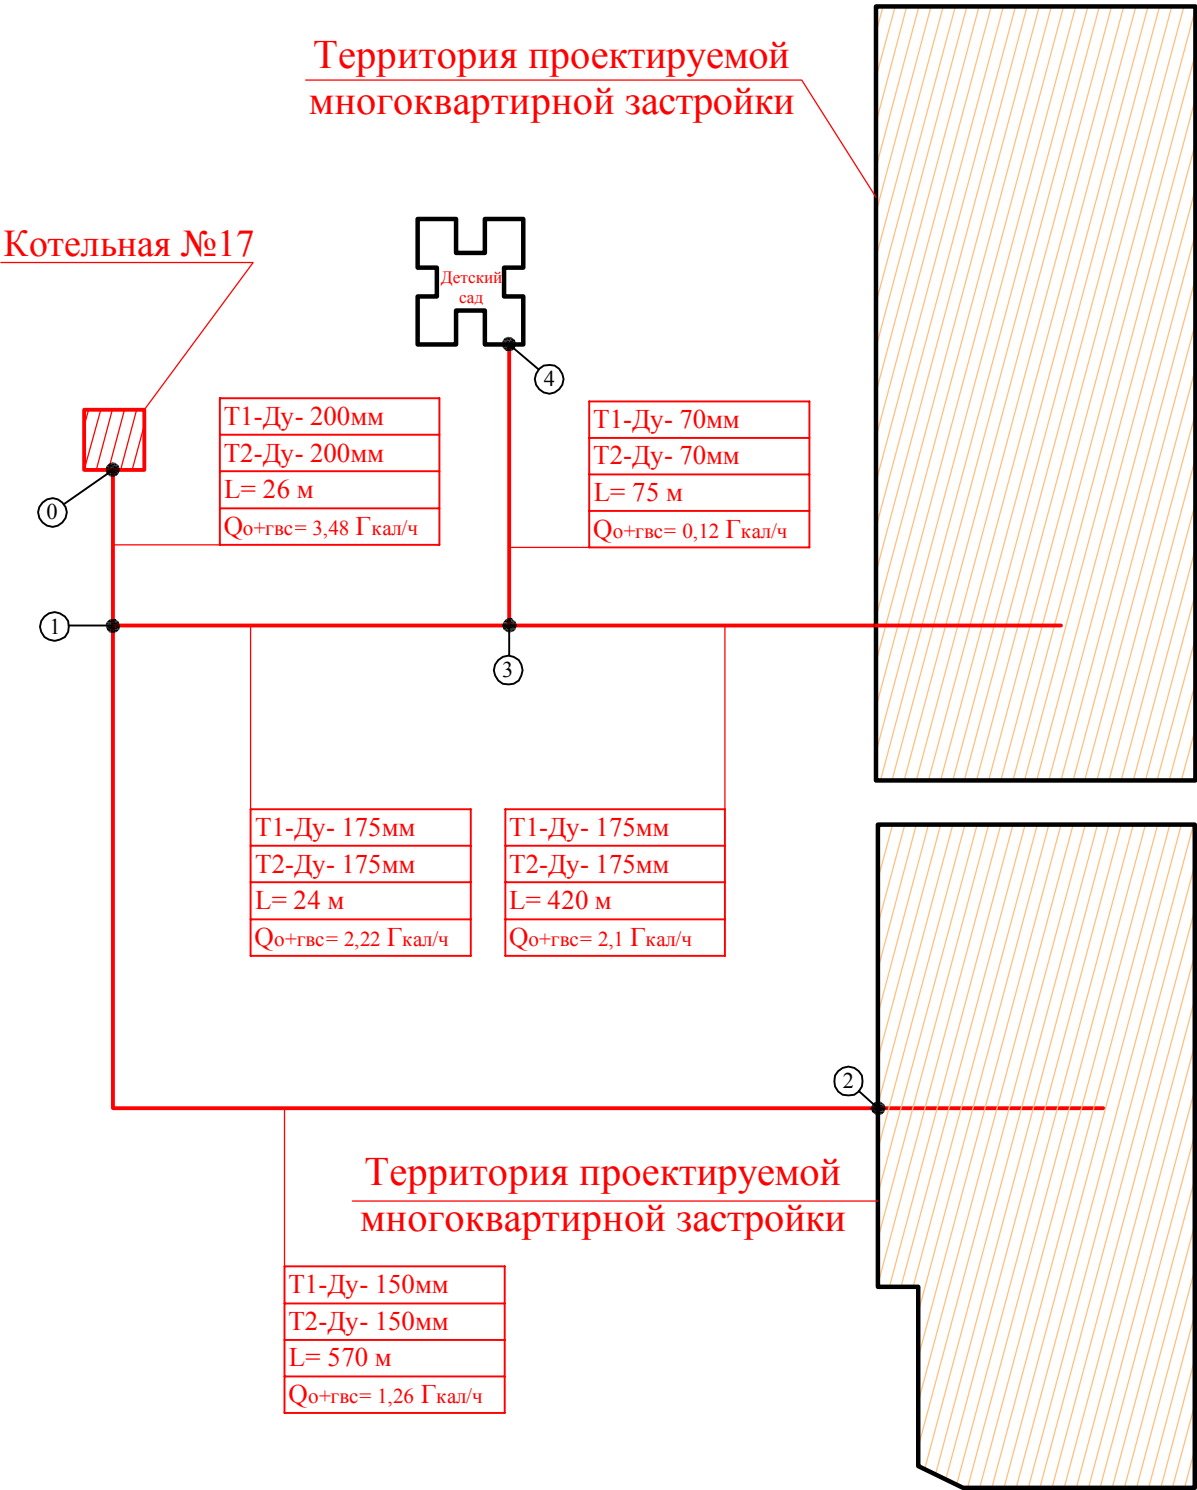 Территория проектируемой
многоквартирной застройки
Котельная №17
Детский
сад
4
Т1-Ду- 200мм
Т2-Ду- 200мм
L= 26 м
Qо+гвс= 3,48 Гкал/ч
Т1-Ду- 70мм
Т2-Ду- 70мм
L= 75 м
Qо+гвс= 0,12 Гкал/ч
0
1
3
Т1-Ду- 175мм
Т2-Ду- 175мм
L= 24 м
Qо+гвс= 2,22 Гкал/ч
Т1-Ду- 175мм
Т2-Ду- 175мм
L= 420 м
Qо+гвс= 2,1 Гкал/ч
2
Территория проектируемой
многоквартирной застройки
Т1-Ду- 150мм
Т2-Ду- 150мм
L= 570 м
Qо+гвс= 1,26 Гкал/ч